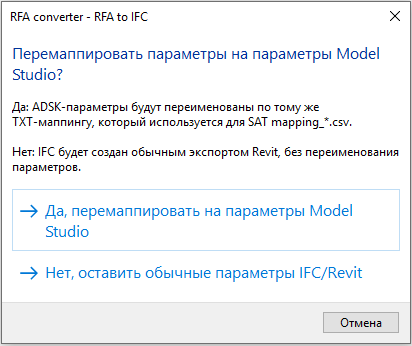 RFA converter - RFA to IFC
Перемаппировать параметры на параметры Model
Studio?
Да: ADSK-параметры будут переименованы по тому же
TXT-маппингу, который используется для SAT mapping_*.csv.
Нет: IFC будет создан обычным экспортом Revit, без переименования
параметров.
Да, перемаппировать на параметры Model
Studio
Нет, оставить обычные параметры IFC/Revit
Отмена